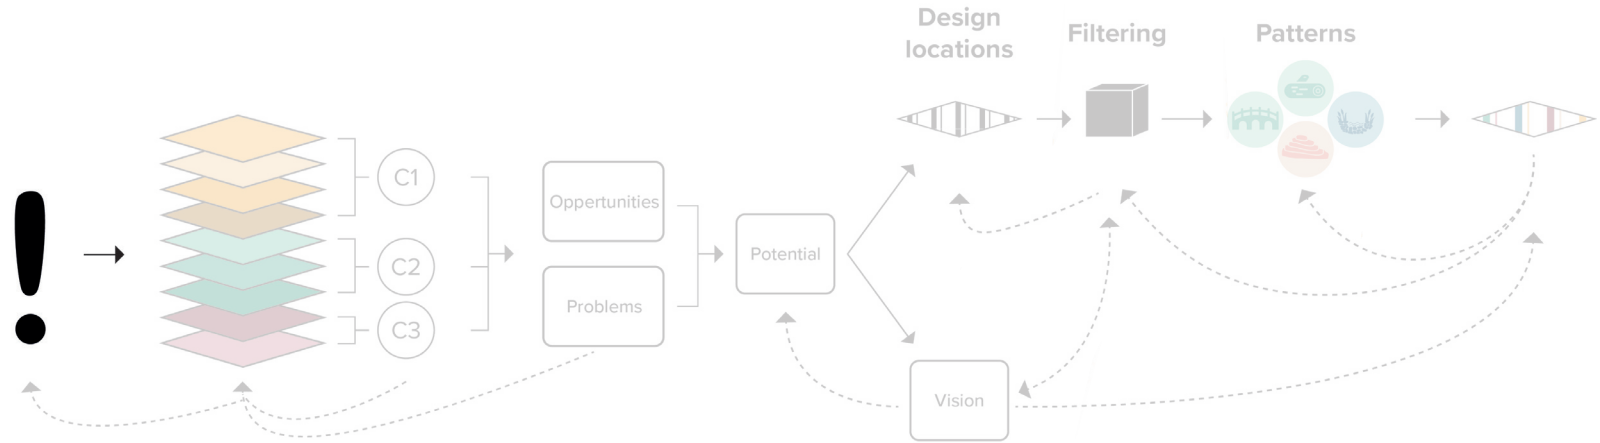 Design
locations
Filtering
Patterns
!
C1
C2
C3
Oppertunities
Problems
Potential
Vision